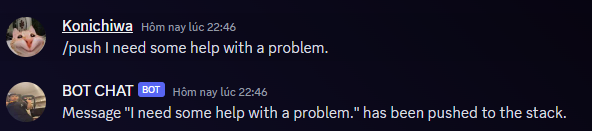 Konichiwa Hôm nay lúc 22:46
/push I need some help with a problem.
BOT CHAT BOT Hôm nay lúc 22:46
Message "I need some help with a problem." has been pushed to the stack.